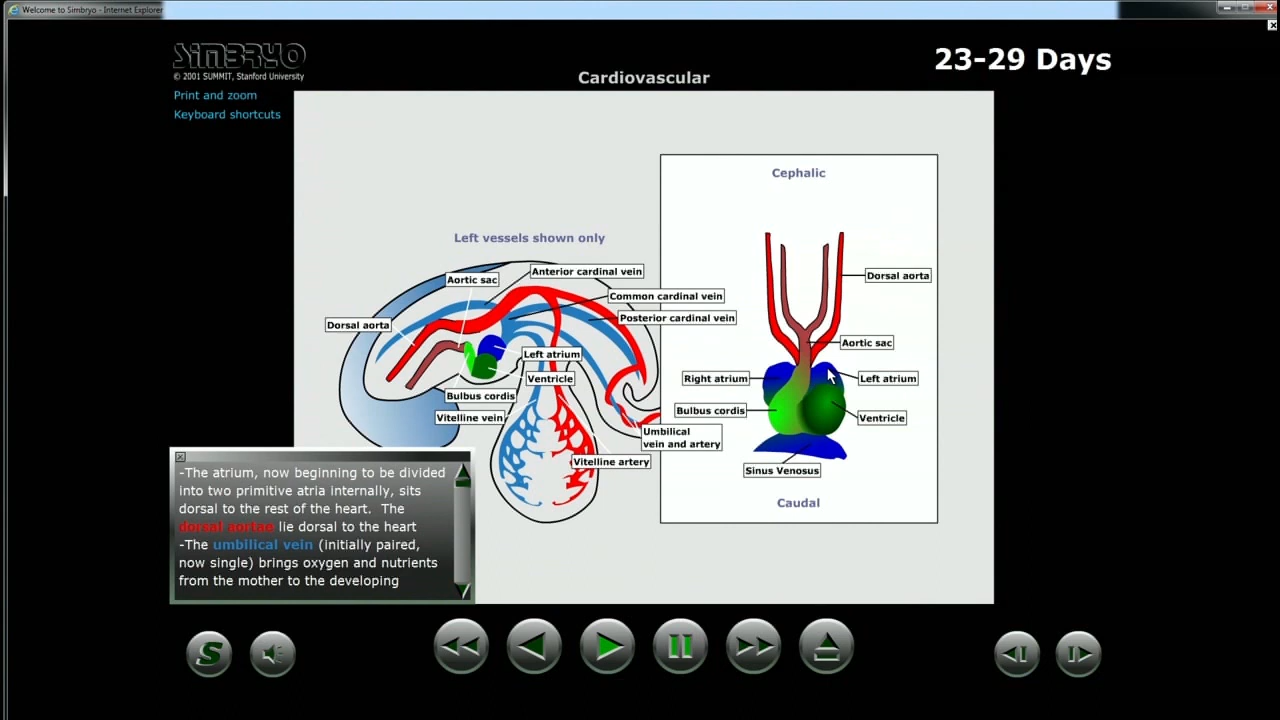 Welcome to Simbryo - Internet Explorer
SIMBRYO
© 2001 SUMMIT, Stanford University
Print and zoom
Keyboard shortcuts
Cardiovascular
23-29 Days
Left vessels shown only
Aortic sac
Anterior cardinal vein
Common cardinal vein
Posterior cardinal vein
Dorsal aorta
Left atrium
Ventricle
Bulbus cordis
Vitelline vein
Umbilical
vein and artery
Vitelline artery
Cephalic
Dorsal aorta
Aortic sac
Right atrium
Left atrium
Bulbus cordis
Ventricle
Sinus Venosus
Caudal
-The atrium, now beginning to be divided
into two primitive atria internally, sits
dorsal to the rest of the heart. The
dorsal aortae lie dorsal to the heart
-The umbilical vein (initially paired,
now single) brings oxygen and nutrients
from the mother to the developing
S